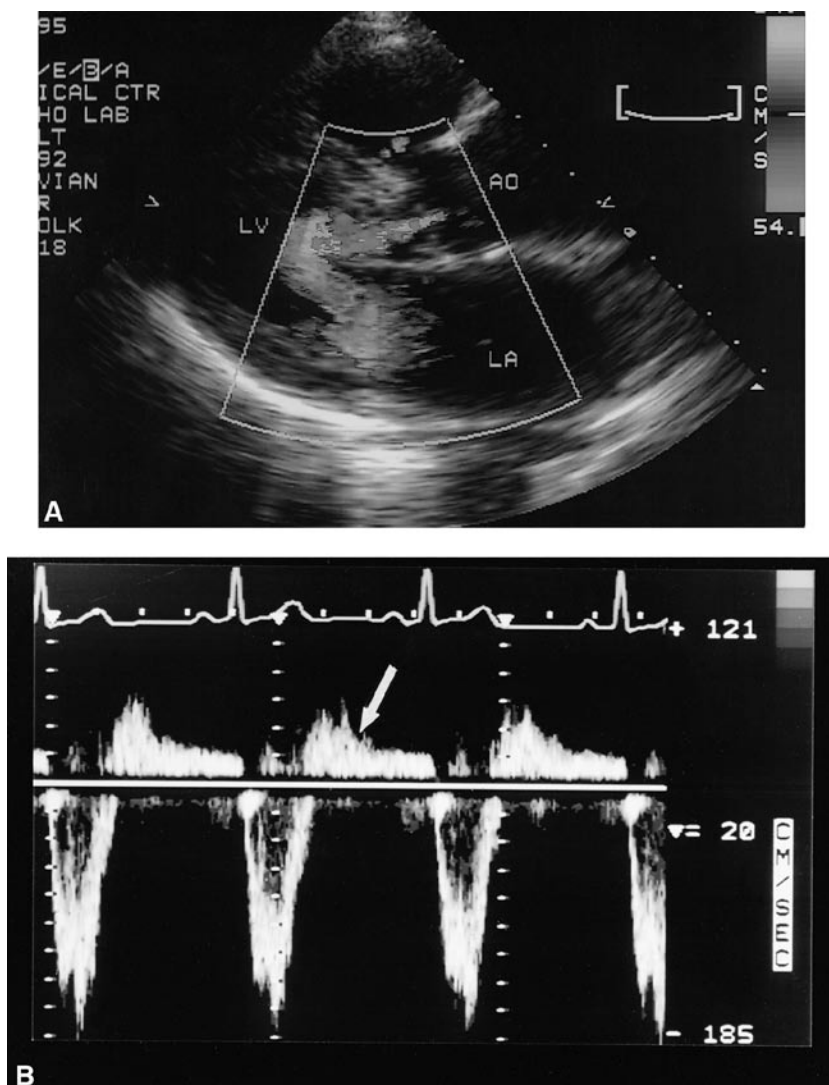 95
/E/B/A
ICAL CTR
HO LAB
LT
92
VIAN
R
OLK
18
LV
AO
LA
C
M
/
S
54.
A
+ 121
= 20
CM/SEC
- 185
B